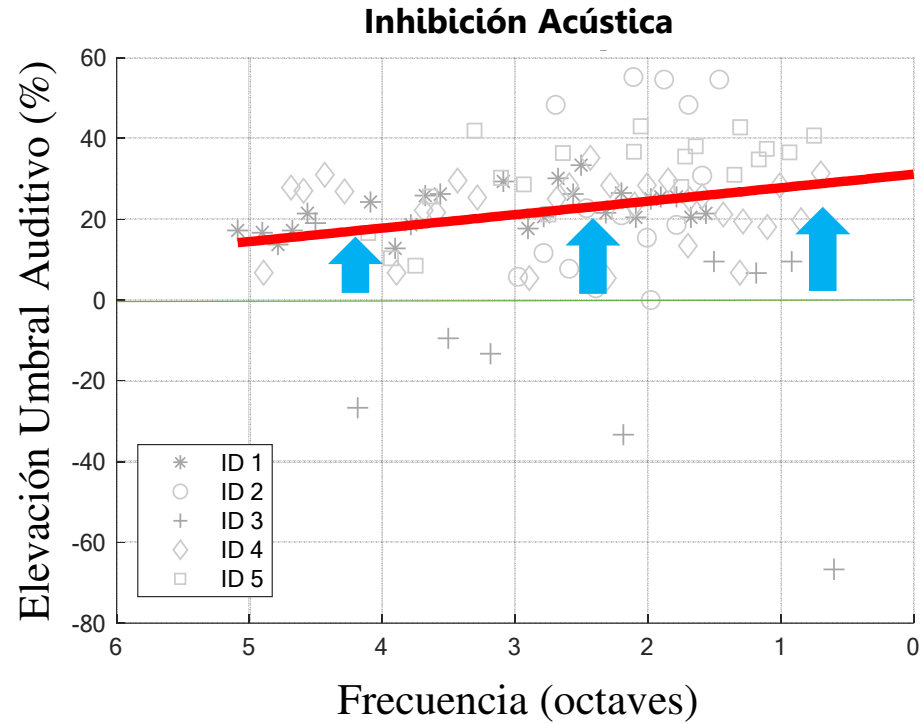 Inhibición Acústica
Elevación Umbral Auditivo (%)
60
40
20
0
-20
-40
-60
-80
ID 1
ID 2
ID 3
ID 4
ID 5
6
5
4
3
2
1
0
Frecuencia (octaves)